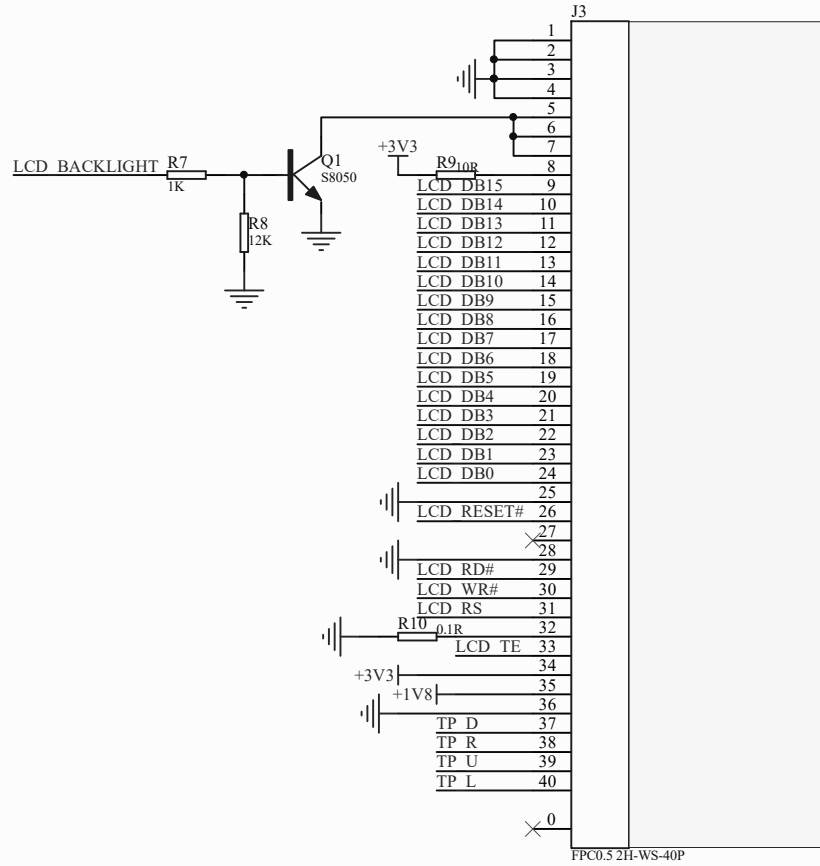 J3
1
2
3
4
5
6
+3V3
7
LCD_BACKLIGHT R7 Q1 R9 10R 8
1K S8050
LCD_DB15 9
LCD_DB14 10
R8 LCD_DB13 11
12K LCD_DB12 12
LCD_DB11 13
LCD_DB10 14
LCD_DB9 15
LCD_DB8 16
LCD_DB7 17
LCD_DB6 18
LCD_DB5 19
LCD_DB4 20
LCD_DB3 21
LCD_DB2 22
LCD_DB1 23
LCD_DB0 24
25
LCD_RESET# 26
27
28
LCD_RD# 29
LCD_WR# 30
LCD_RS 31
R10 0.1R 32
LCD_TE 33
+3V3 34
+1V8 35
36
TP_D 37
TP_R 38
TP_U 39
TP_L 40
0
FPC0.5 2H-WS-40P